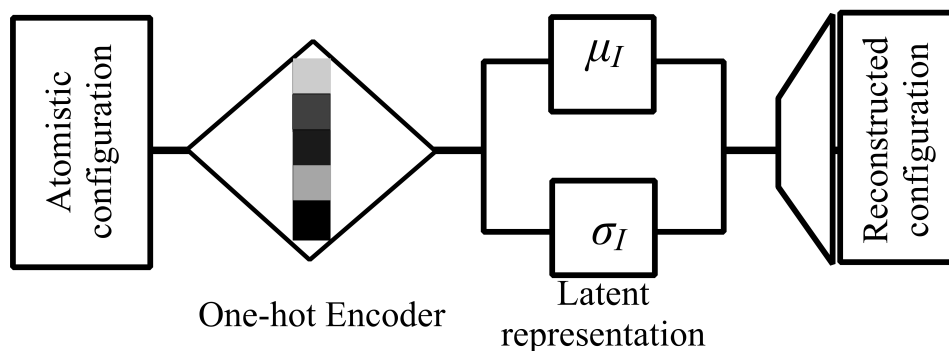 Atomistic
configuration
One-hot Encoder
μ_I
σ_I
Latent
representation
Reconstructed
configuration